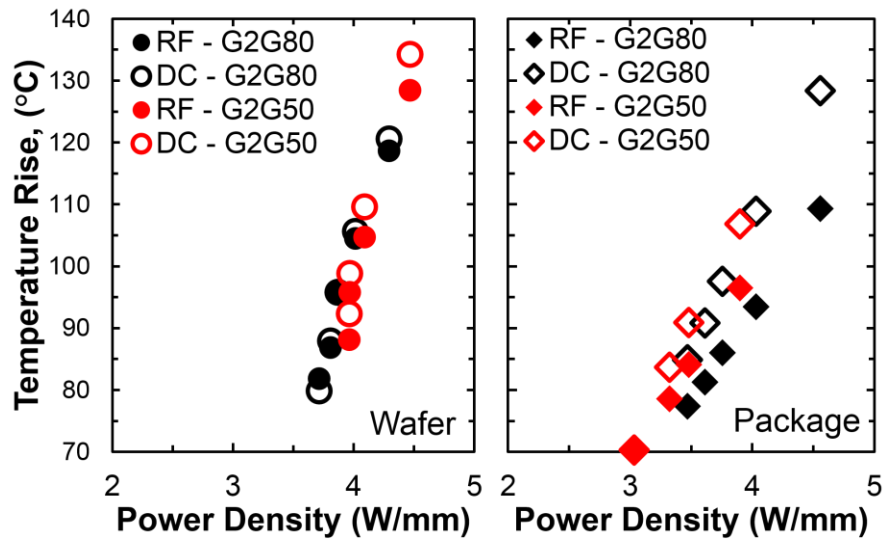 Temperature Rise, (°C)
140
130
120
110
100
90
80
70
RF - G2G80
DC - G2G80
RF - G2G50
DC - G2G50
Wafer
2 3 4 5
Power Density (W/mm)
RF - G2G80
DC - G2G80
RF - G2G50
DC - G2G50
Package
2 3 4 5
Power Density (W/mm)